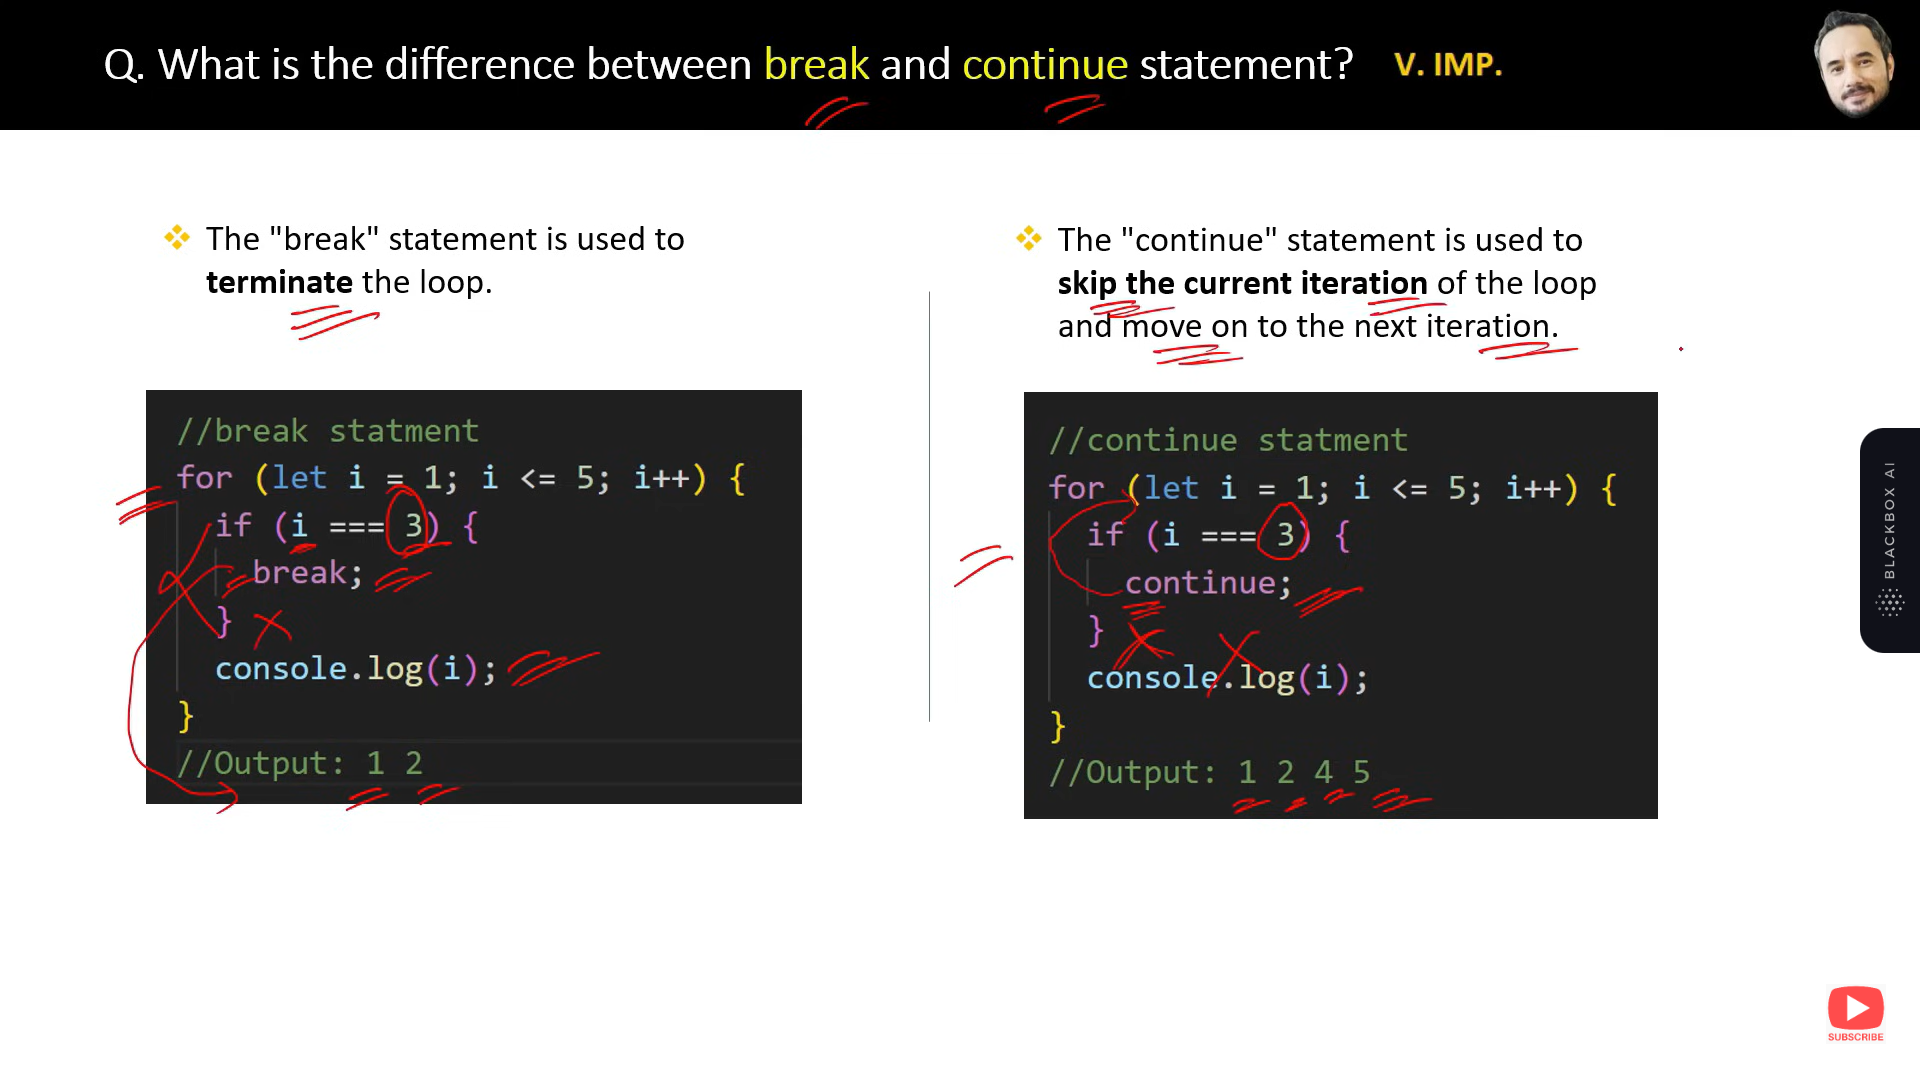 Q. What is the difference between break and continue statement? V. IMP.
The "break" statement is used to
terminate the loop.
//break statment
for (let i = 1; i <= 5; i++) {
if (i === 3) {
break;
}
console.log(i);
}
//Output: 1 2
The "continue" statement is used to
skip the current iteration of the loop
and move on to the next iteration.
//continue statment
for (let i = 1; i <= 5; i++) {
if (i === 3) {
continue;
}
console.log(i);
}
//Output: 1 2 4 5
BLACKBOX AI
SUBSCRIBE